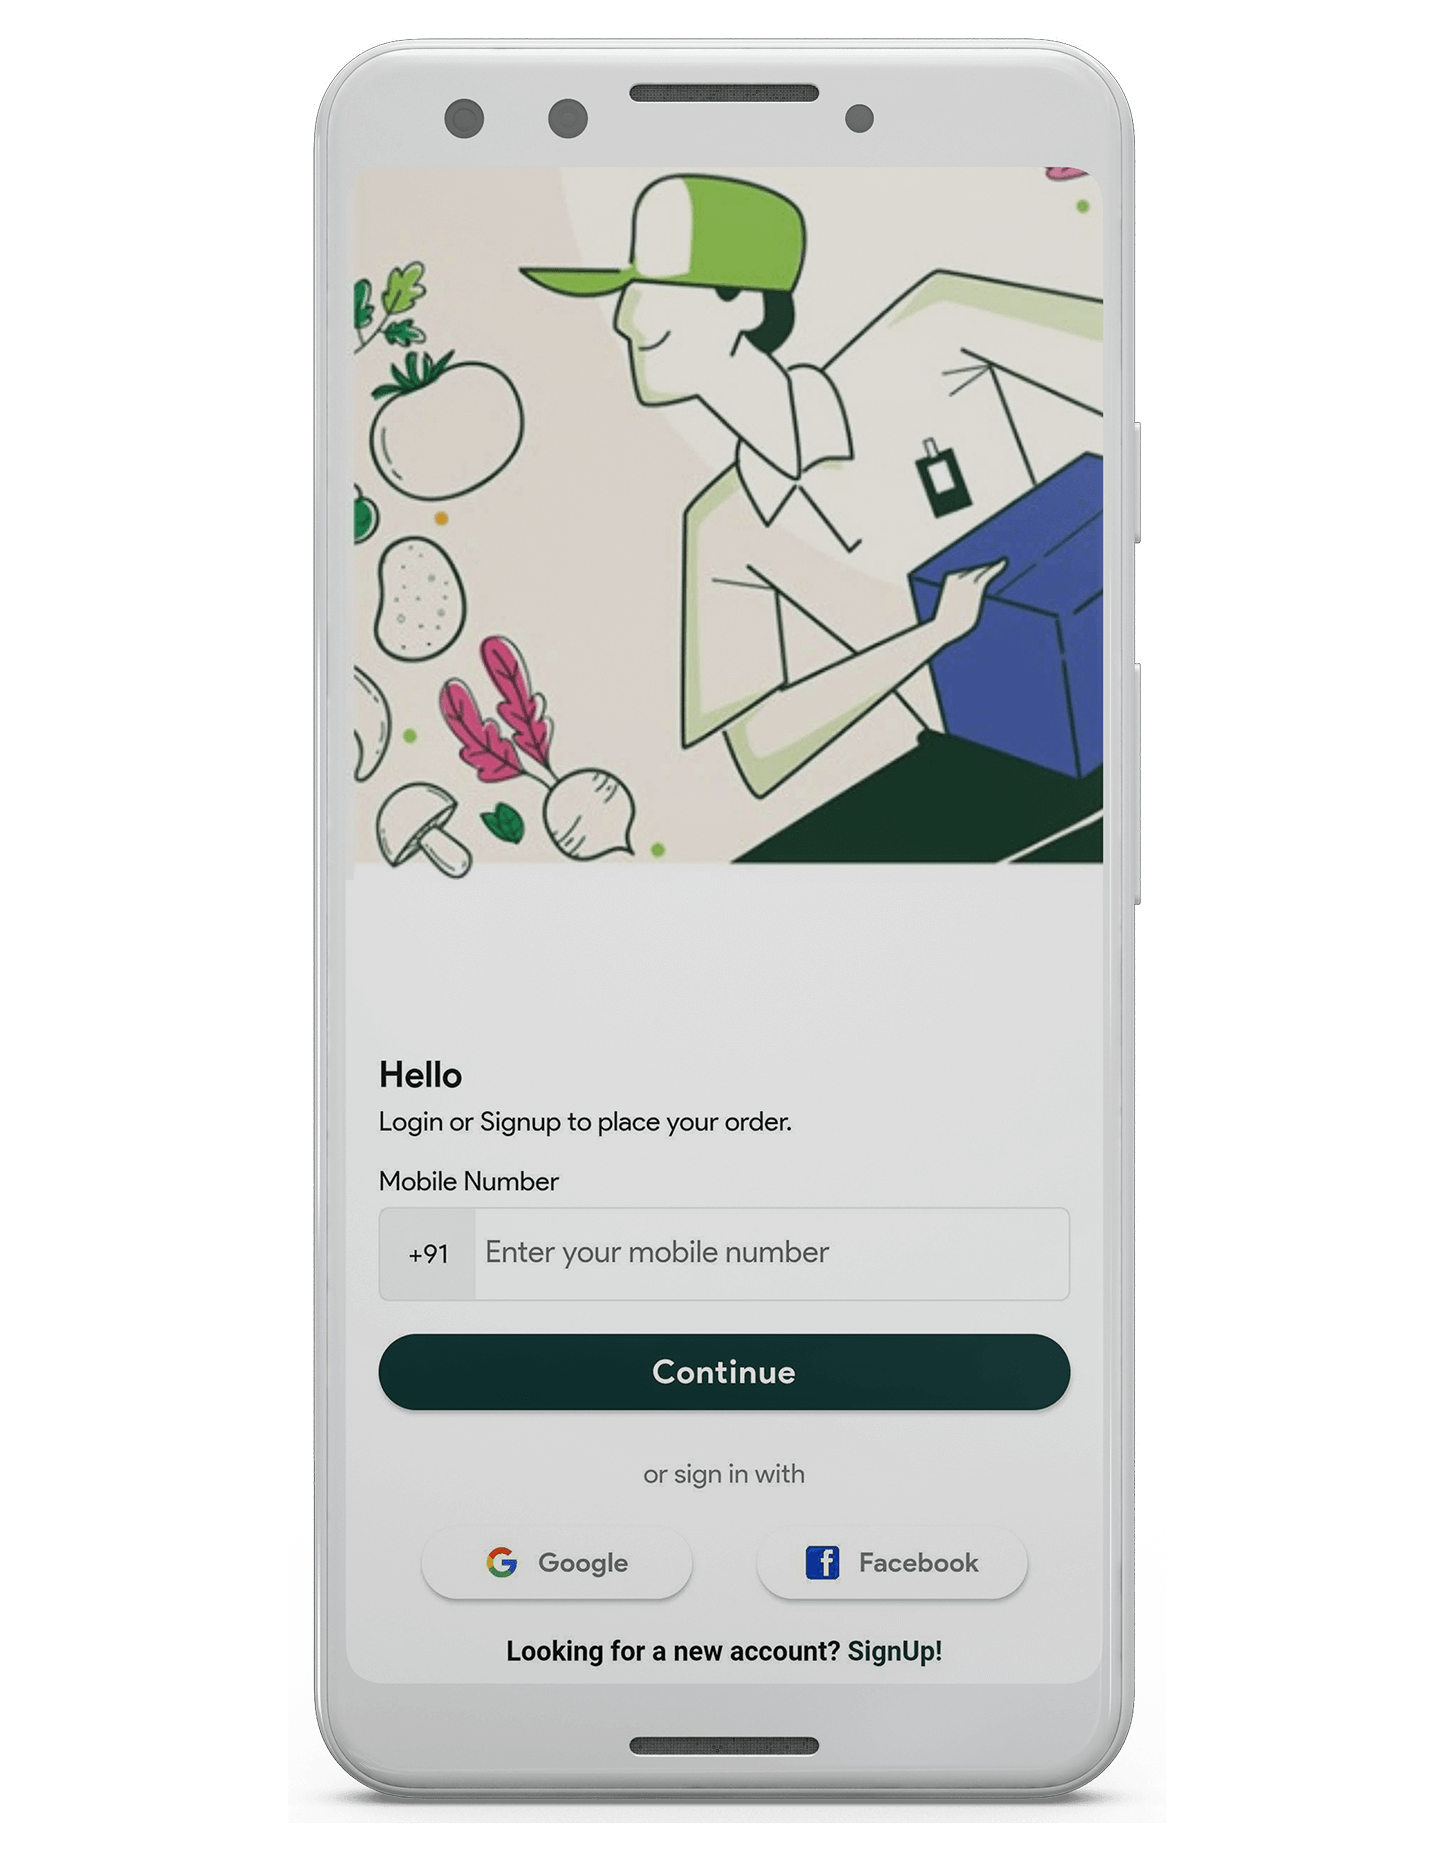 Hello
Login or Signup to place your order.
Mobile Number
+91 Enter your mobile number
Continue
or sign in with
Google Facebook
Looking for a new account? SignUp!